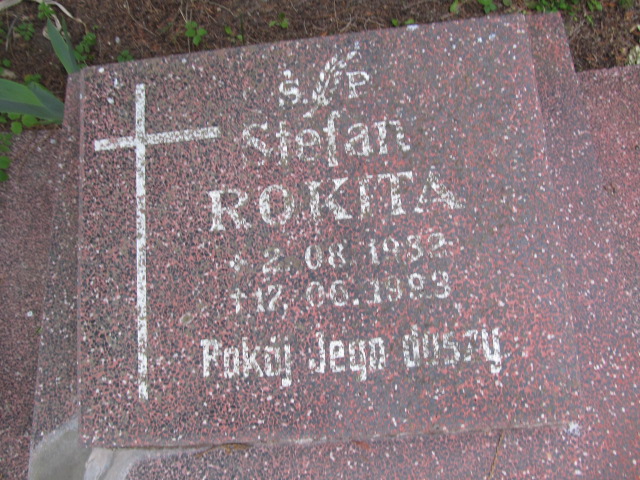 Ś. P
Stefan
ROKITA
* 2. 08. 1932
+ 17. 06. 1993
Pokój Jego duszy